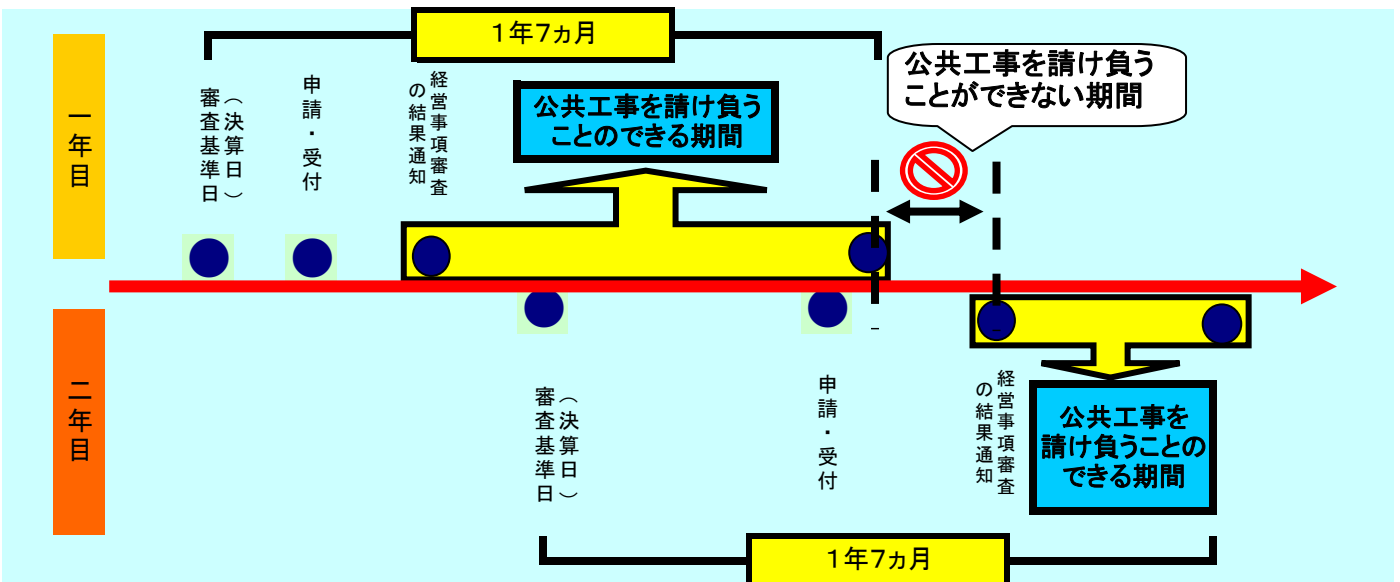 1年7ヵ月
公共工事を請け負う
ことができない期間
一年目
審査基準日
（決算日）
申請・受付
経営事項審査
の結果通知
公共工事を請け負う
ことのできる期間
二年目
審査基準日
（決算日）
申請・受付
経営事項審査
の結果通知
公共工事を
請け負うことの
できる期間
1年7ヵ月